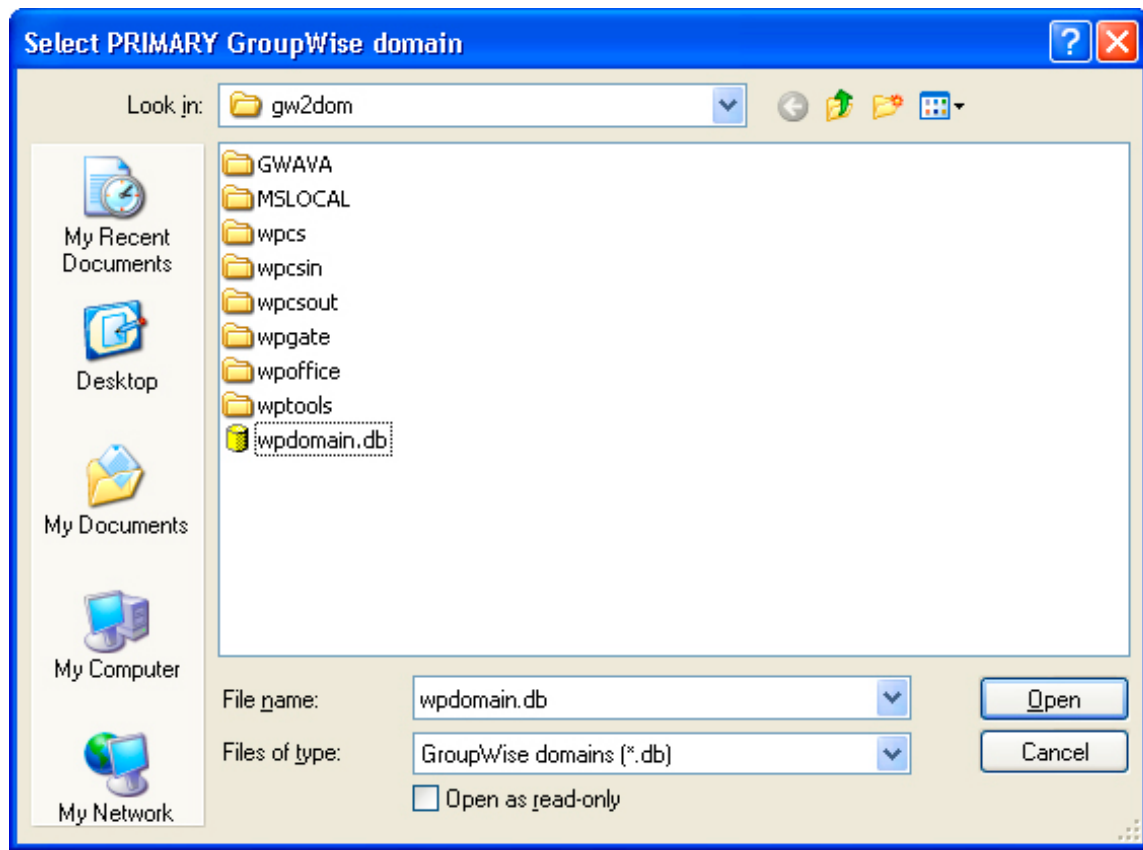 Select PRIMARY GroupWise domain
Look in:
gw2dom
My Recent
Documents
Desktop
My Documents
My Computer
My Network
GWAVA
MSLOCAL
wpcs
wpcsin
wpcsout
wpgate
wpoffice
wptools
wpdomain.db
File name:
wpdomain.db
Open
Files of type:
GroupWise domains (*.db)
Cancel
Open as read-only